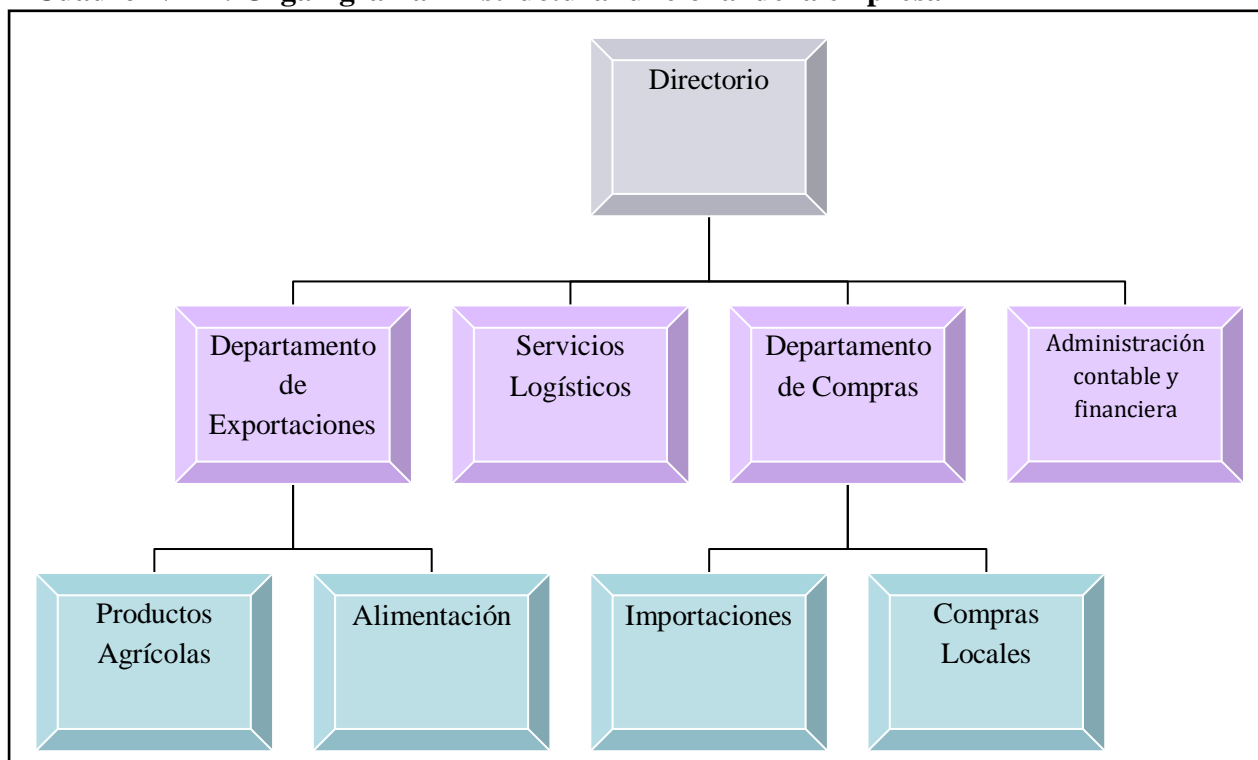 Directorio
Departamento
de
Exportaciones
Servicios
Logísticos
Departamento
de Compras
Administración
contable y
financiera
Productos
Agrícolas
Alimentación
Importaciones
Compras
Locales